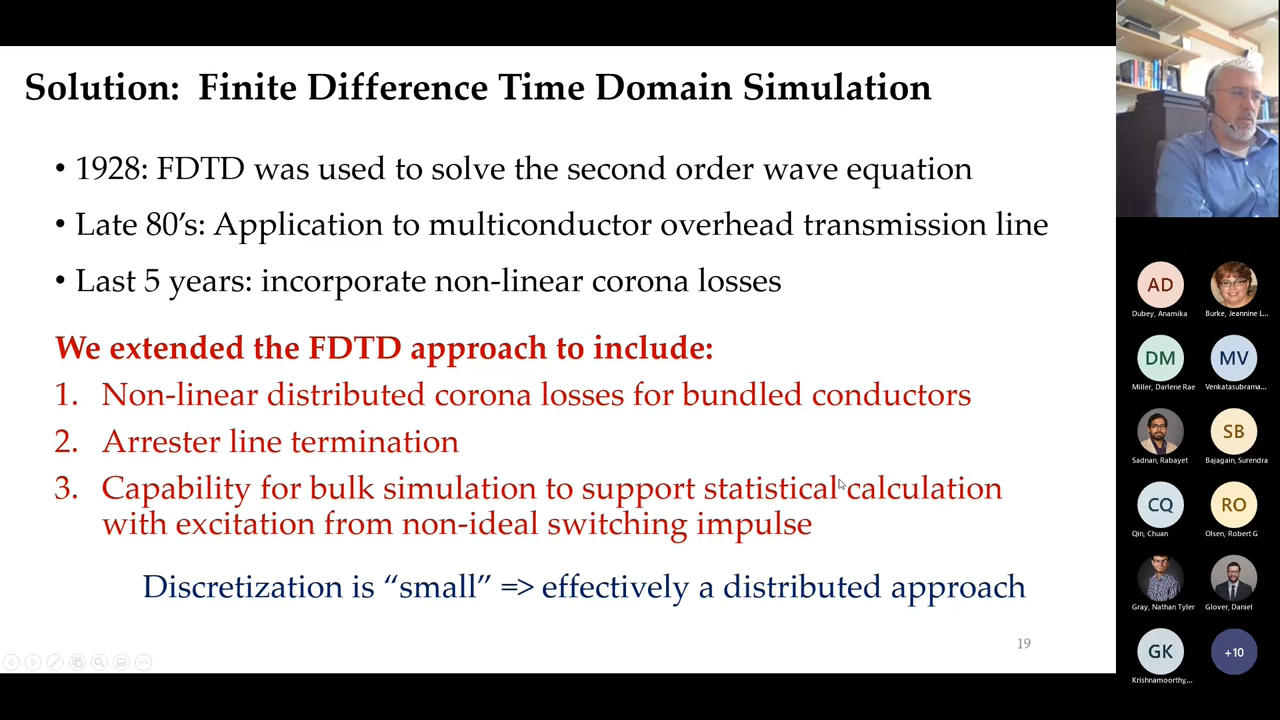 Solution:  Finite Difference Time Domain Simulation
• 1928: FDTD was used to solve the second order wave equation
• Late 80’s: Application to multiconductor overhead transmission line
• Last 5 years: incorporate non-linear corona losses
We extended the FDTD approach to include:
1. Non-linear distributed corona losses for bundled conductors
2. Arrester line termination
3. Capability for bulk simulation to support statistical calculation
with excitation from non-ideal switching impulse
Discretization is “small” => effectively a distributed approach
19
AD
Dubey, Anamika
Burke, Jeannine L...
DM
Miller, Darlene Rae
MV
Venkatasubrama...
Sadnan, Rabayet
SB
Bajagain, Surendra
CQ
Qin, Chuan
RO
Olsen, Robert G
Gray, Nathan Tyler
Glover, Daniel
GK
Krishnamoorthy,...
+10